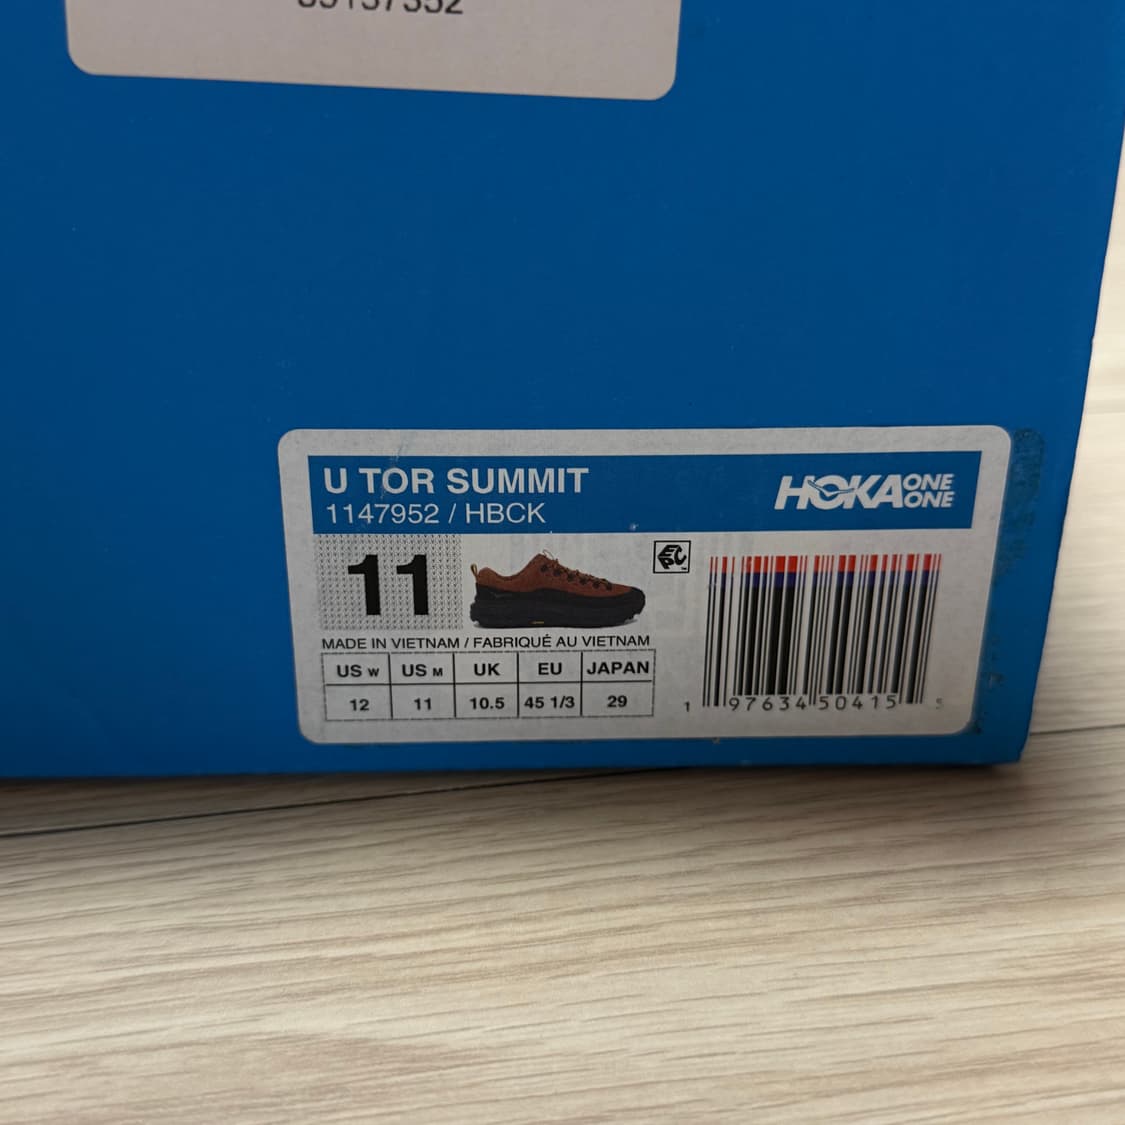 U TOR SUMMIT
1147952 / HBCK
HOKA ONE ONE
11
EPC
MADE IN VIETNAM / FABRIQUÉ AU VIETNAM
US W US M UK EU JAPAN
12 11 10.5 45 1/3 29
1 97634 50415 5